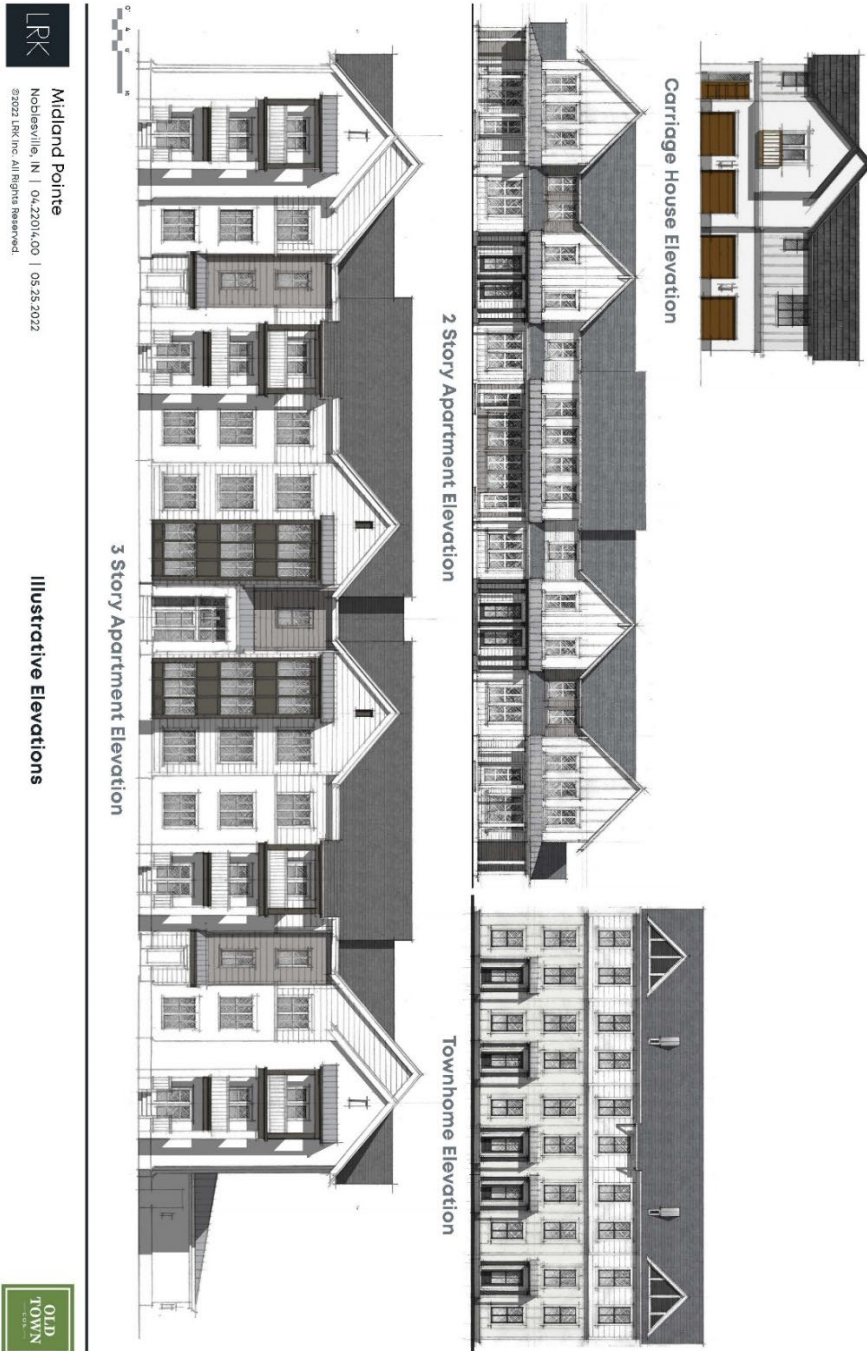 Carriage House Elevation
2 Story Apartment Elevation
Townhome Elevation
3 Story Apartment Elevation
LRK
Midland Pointe
Noblesville, IN | 04.22014.00 | 05.25.2022
©2022 LRK Inc. All Rights Reserved.
Illustrative Elevations
OLD
TOWN